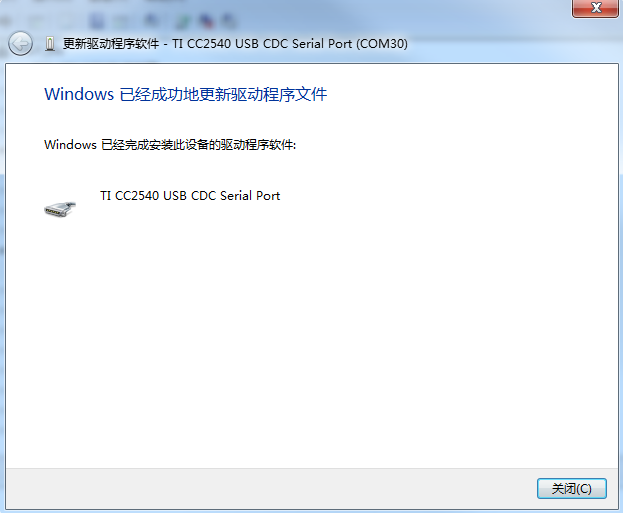 更新驱动程序软件 - TI CC2540 USB CDC Serial Port (COM30)
Windows 已经成功地更新驱动程序文件
Windows 已经完成安装此设备的驱动程序软件:
TI CC2540 USB CDC Serial Port
关闭(C)